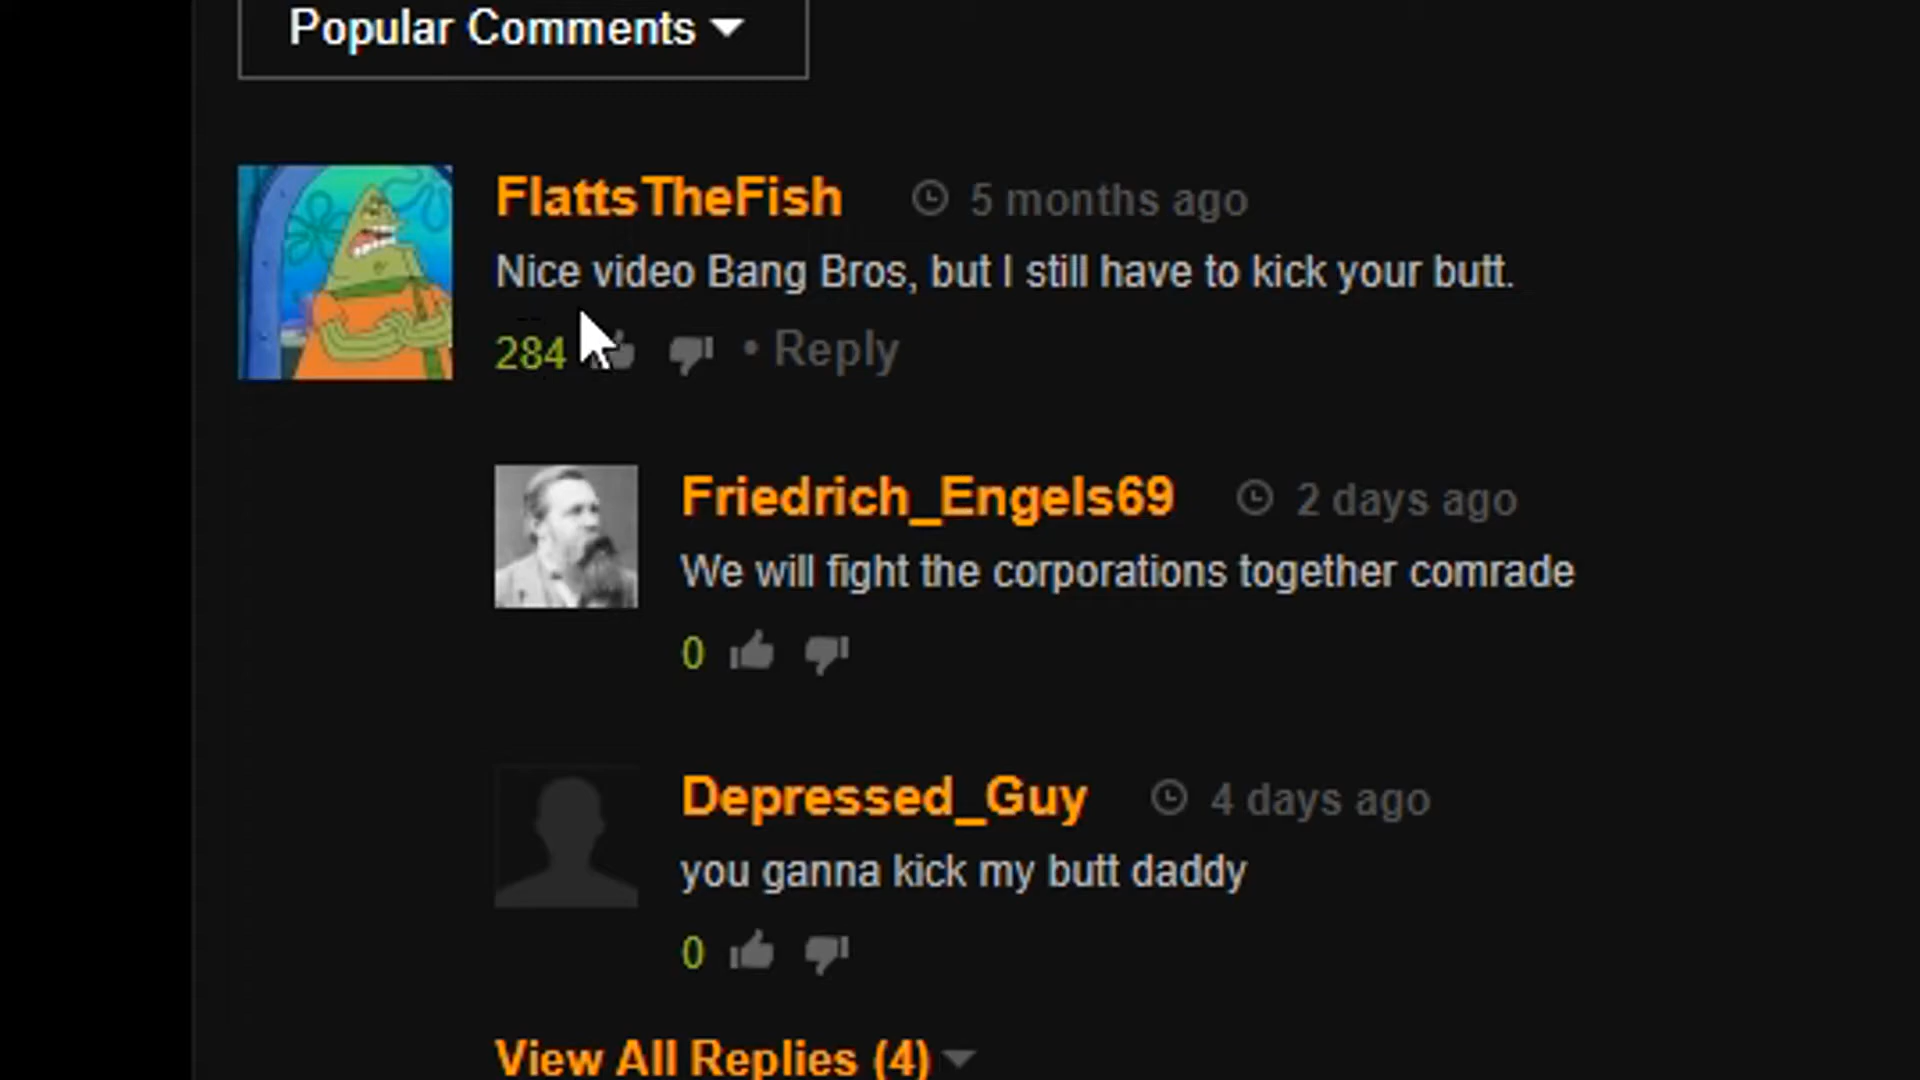 Popular Comments
FlattsTheFish 5 months ago
Nice video Bang Bros, but I still have to kick your butt.
284 • Reply
Friedrich_Engels69 2 days ago
We will fight the corporations together comrade
0
Depressed_Guy 4 days ago
you ganna kick my butt daddy
0
View All Replies (4)